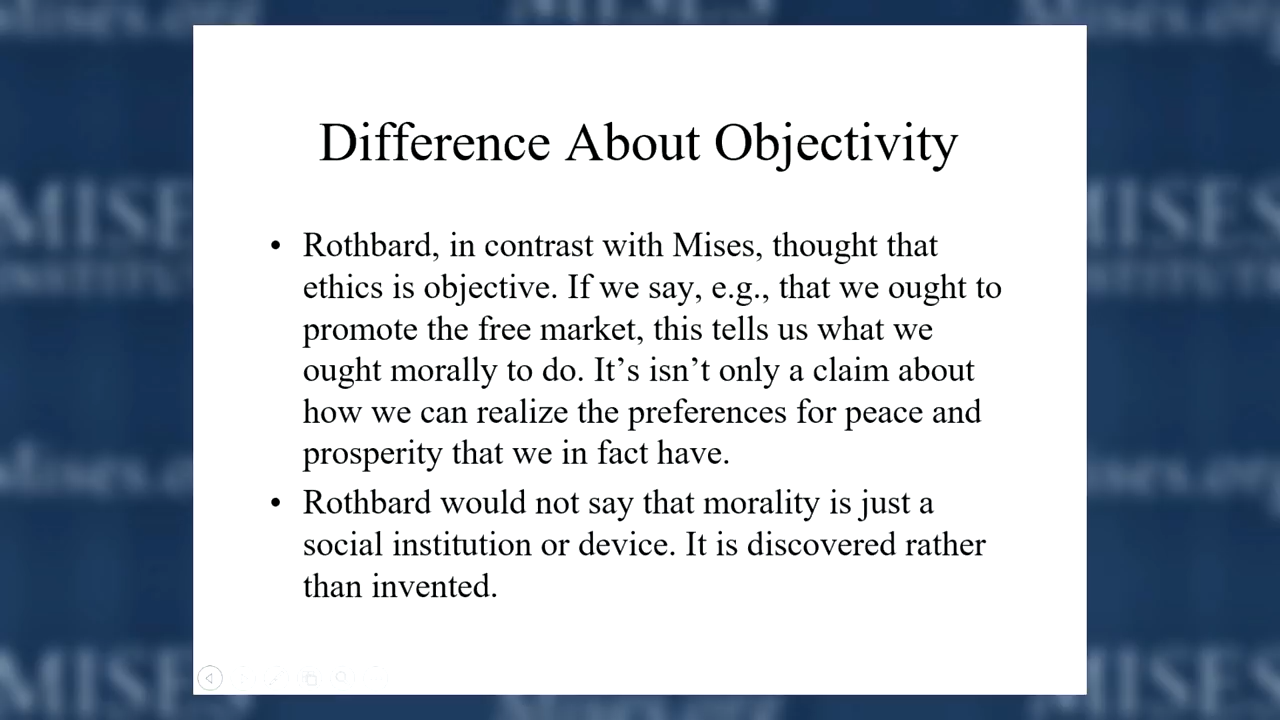 Difference About Objectivity
• Rothbard, in contrast with Mises, thought that
ethics is objective. If we say, e.g., that we ought to
promote the free market, this tells us what we
ought morally to do. It’s isn’t only a claim about
how we can realize the preferences for peace and
prosperity that we in fact have.
• Rothbard would not say that morality is just a
social institution or device. It is discovered rather
than invented.